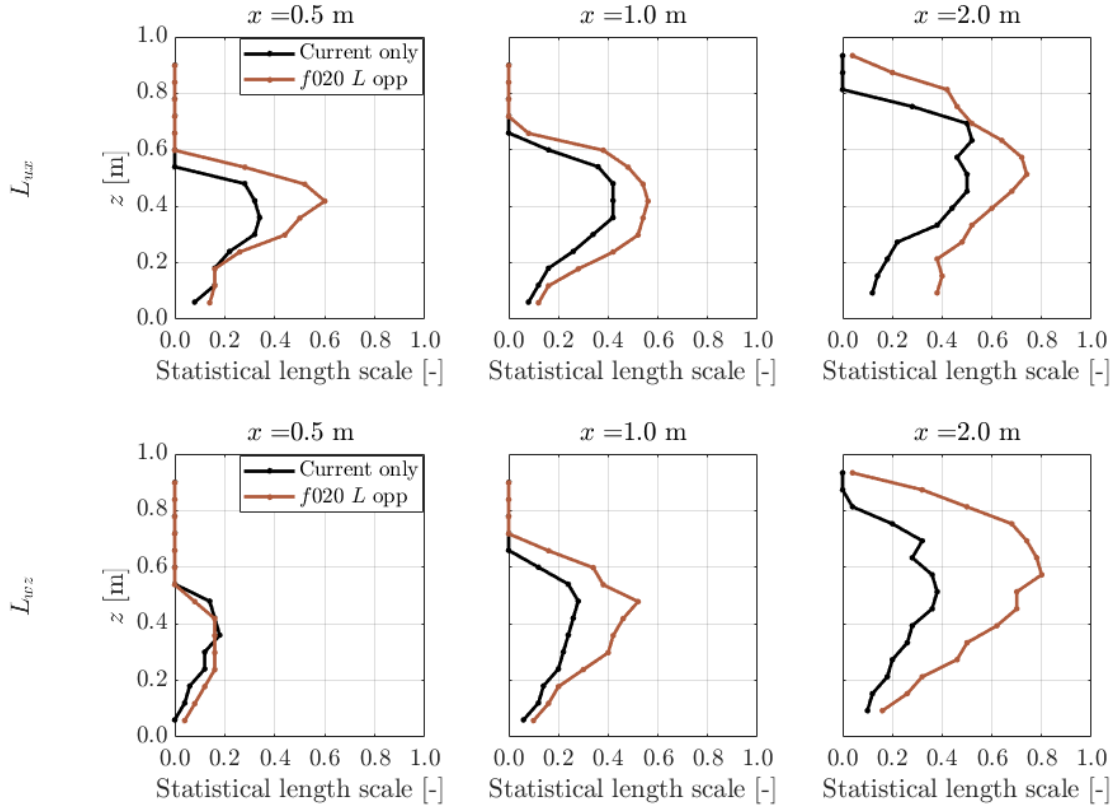 x =0.5 m
x =1.0 m
x =2.0 m
L_ux
z [m]
1.0
0.8
0.6
0.4
0.2
0.0
Current only
f020 L opp
0.0 0.2 0.4 0.6 0.8 1.0
0.0 0.2 0.4 0.6 0.8 1.0
0.0 0.2 0.4 0.6 0.8 1.0
Statistical length scale [-]
Statistical length scale [-]
Statistical length scale [-]
x =0.5 m
x =1.0 m
x =2.0 m
L_wz
z [m]
1.0
0.8
0.6
0.4
0.2
0.0
Current only
f020 L opp
0.0 0.2 0.4 0.6 0.8 1.0
0.0 0.2 0.4 0.6 0.8 1.0
0.0 0.2 0.4 0.6 0.8 1.0
Statistical length scale [-]
Statistical length scale [-]
Statistical length scale [-]